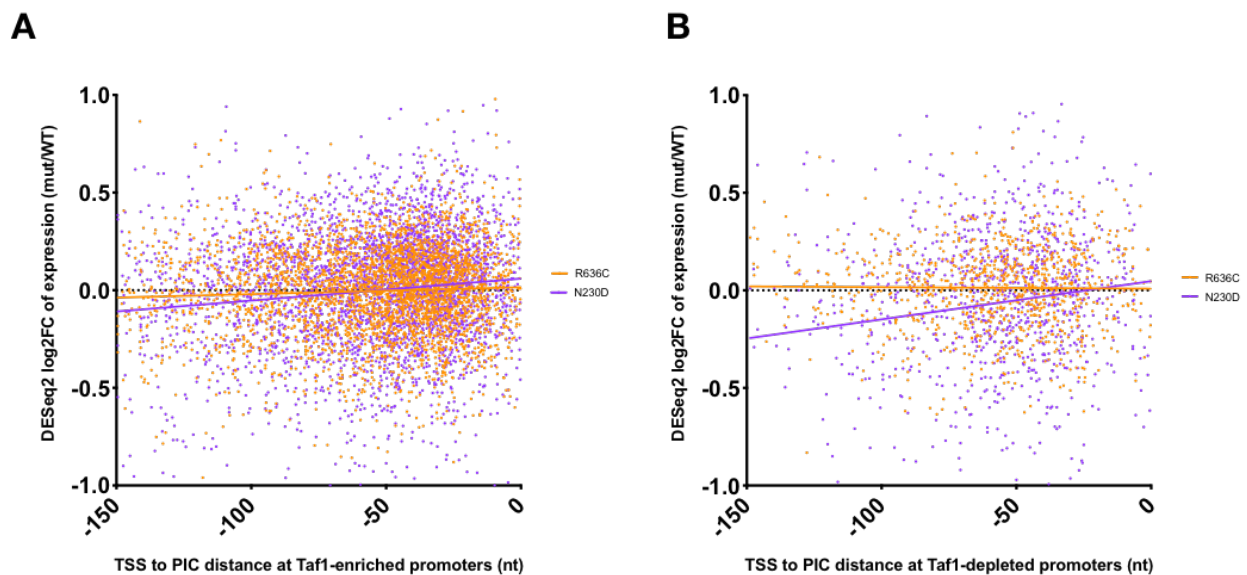 A
B
DESeq2 log2FC of expression (mut/WT)
1.0
0.5
0.0
-0.5
-1.0
-150
-100
-50
0
TSS to PIC distance at Taf1-enriched promoters (nt)
R636C
N230D
DESeq2 log2FC of expression (mut/WT)
1.0
0.5
0.0
-0.5
-1.0
-150
-100
-50
0
TSS to PIC distance at Taf1-depleted promoters (nt)
R636C
N230D